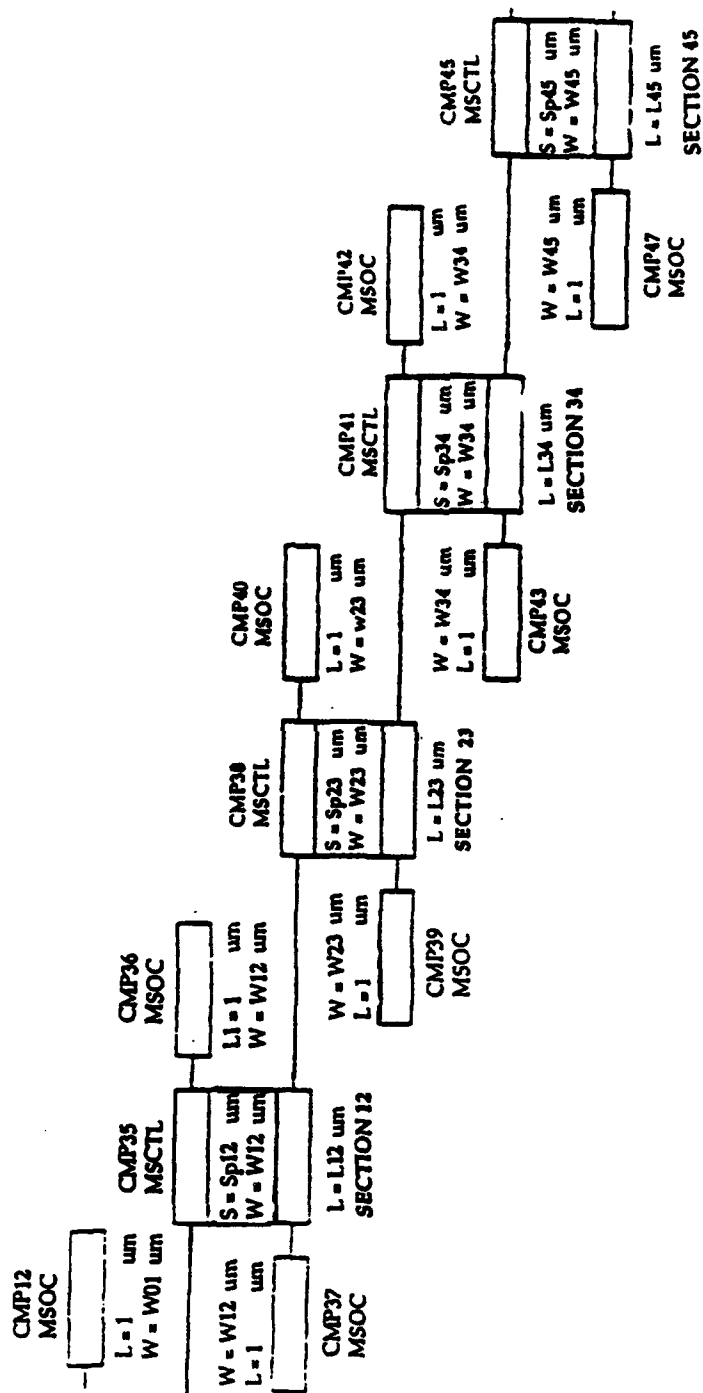 CMP12
MSOC
L = 1 um
W = W01 um
W = W12 um
L = 1 um
CMP37
MSOC
CMP35
MSCTL
S = Sp12 um
W = W12 um
L = L12 um
SECTION 12
CMP36
MSOC
L1 = 1 um
W = W12 um
W = W23 um
L = 1 um
CMP39
MSOC
CMP38
MSCTL
S = Sp23 um
W = W23 um
L = L23 um
SECTION 23
CMP40
MSOC
L = 1 um
W = w23 um
W = W34 um
L = 1 um
CMP43
MSOC
CMP41
MSCTL
S = Sp34 um
W = W34 um
L = L34 um
SECTION 34
CMP42
MSOC
L = 1 um
W = W34 um
W = W45 um
L = 1 um
CMP47
MSOC
CMP45
MSCTL
S = Sp45 um
W = W45 um
L = L45 um
SECTION 45